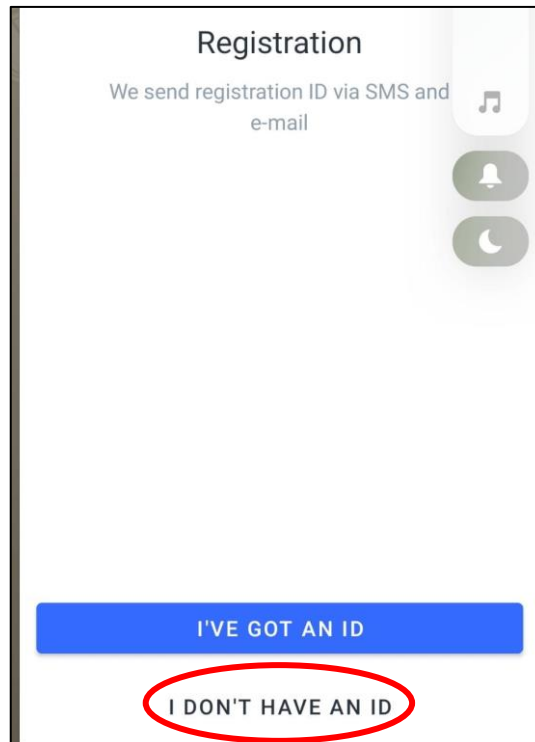 Registration
We send registration ID via SMS and
e-mail
I'VE GOT AN ID
I DON'T HAVE AN ID